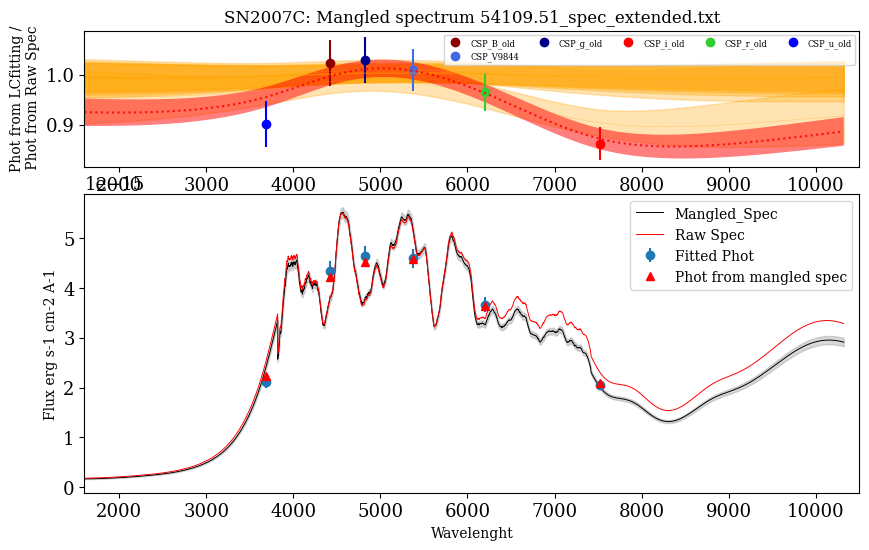 SN2007C: Mangled spectrum 54109.51_spec_extended.txt
Phot from LCfitting /
Phot from Raw Spec
CSP_B_old CSP_g_old CSP_i_old CSP_r_old CSP_u_old
CSP_V9844
1.0
0.9
2000 3000 4000 5000 6000 7000 8000 9000 10000
1e−15
Mangled_Spec
Raw Spec
Fitted Phot
Phot from mangled spec
Flux erg s-1 cm-2 A-1
5
4
3
2
1
0
2000 3000 4000 5000 6000 7000 8000 9000 10000
Wavelenght